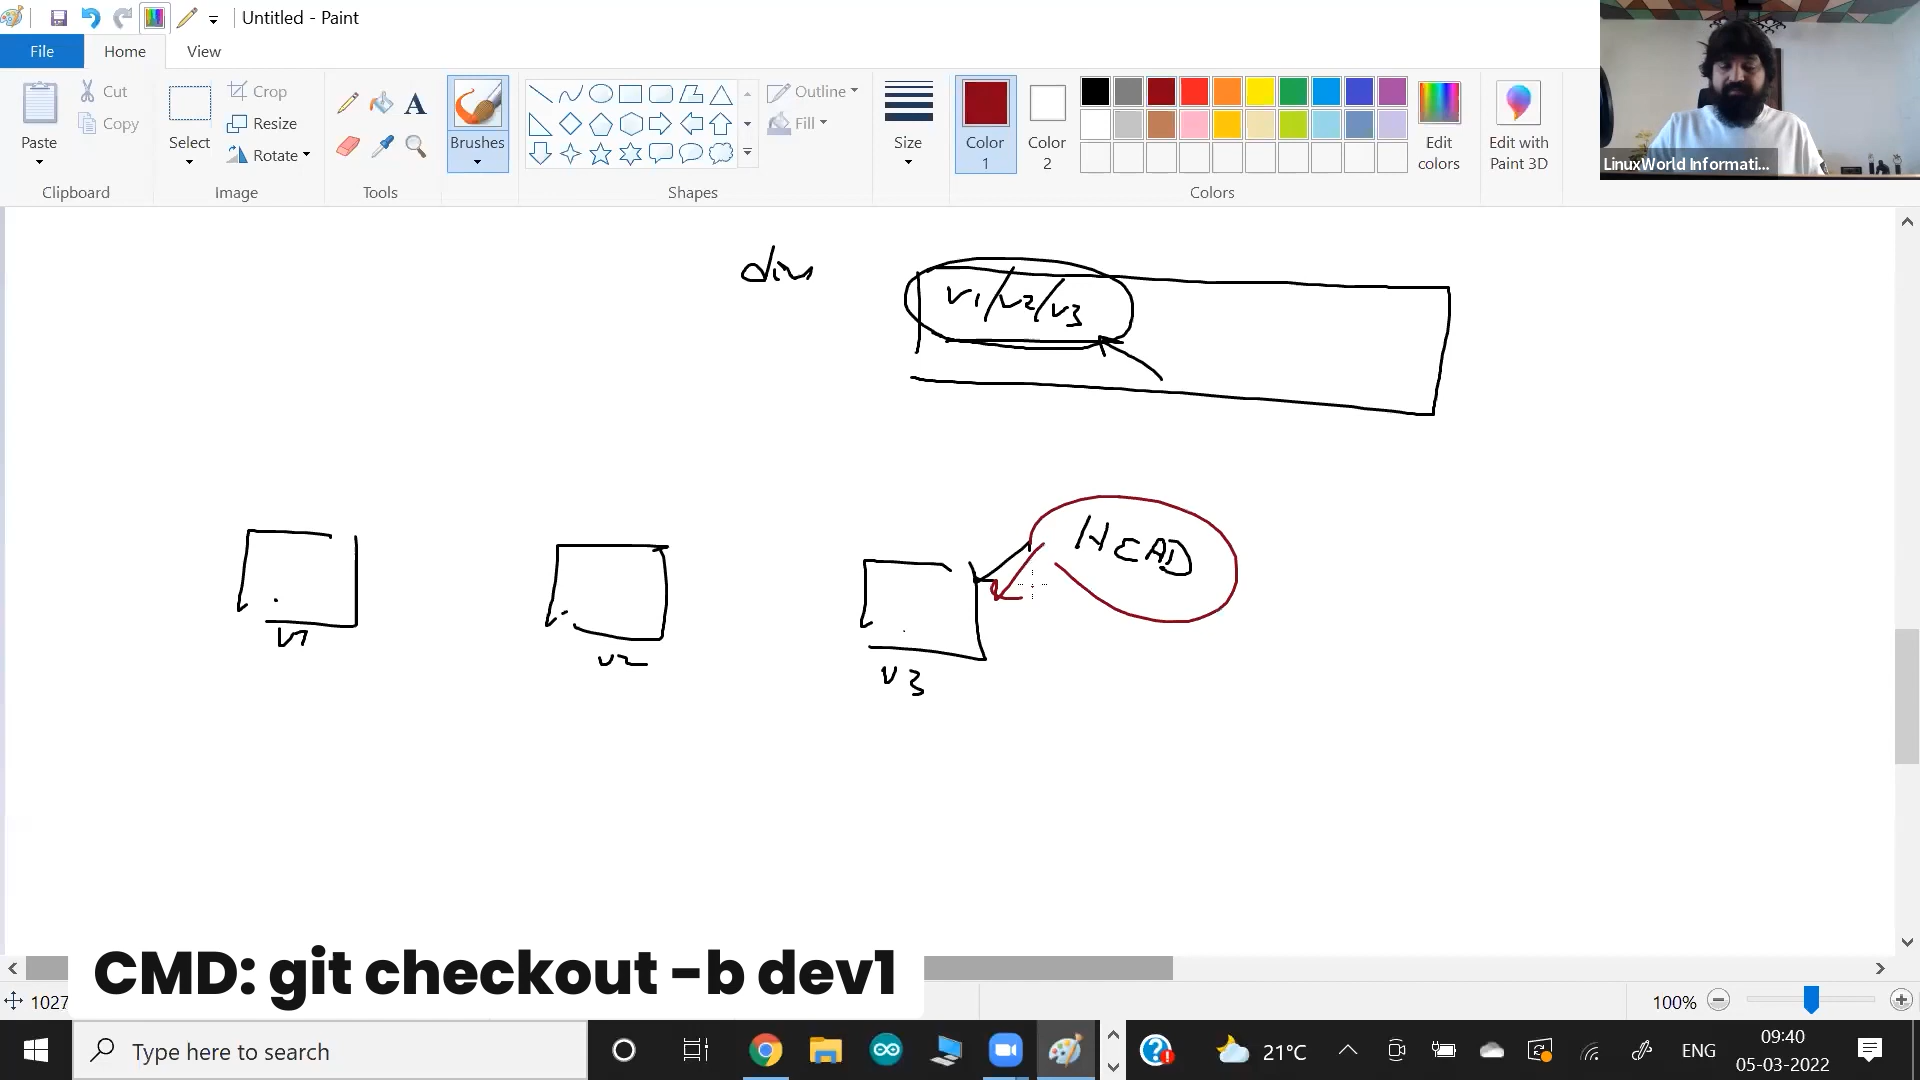 Untitled - Paint
File
Home
View
Paste
Cut
Copy
Clipboard
Select
Crop
Resize
Rotate
Image
A
Tools
Brushes
Shapes
Outline
Fill
Size
Color 1
Color 2
Edit colors
Colors
Edit with Paint 3D
LinuxWorld Informati...
V1/V2/V3
HEAD
V1
V2
V3
CMD: git checkout -b dev1
1027
100%
Type here to search
21°C
ENG
09:40
05-03-2022